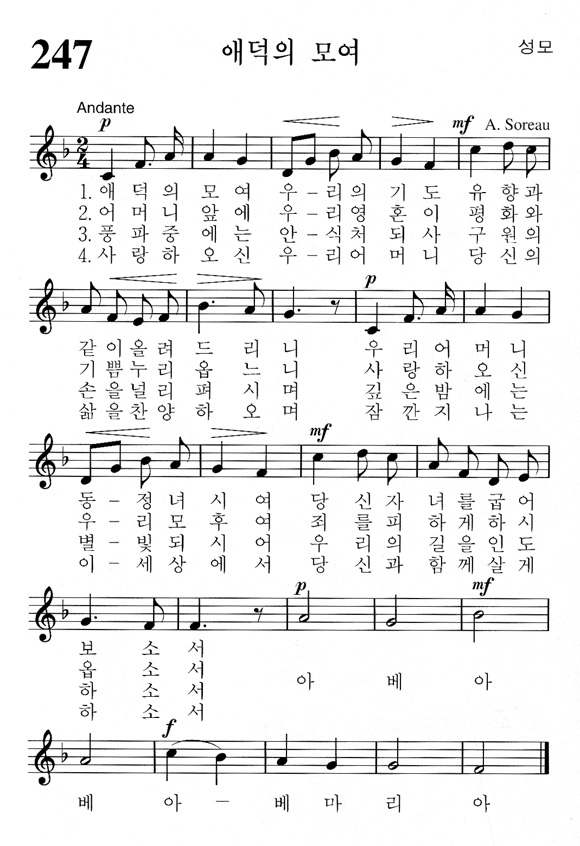 247 애덕의 모여 성모
Andante
p mf A. Soreau
1. 애 덕 의 모 여 우 – 리 의 기 도 유 향 과
2. 어 머 니 앞 에 우 – 리 영 혼 이 평 화 와
3. 풍 파 중 에 는 안 – 식 처 되 사 구 원 의
4. 사 랑 하 오 신 우 – 리 어 머 니 당 신 의
p
같 이 올 려 드 리 니 우 리 어 머 니
기 쁨 누 리 옵 느 니 사 랑 하 오 신
손 을 널 리 펴 시 며 깊 은 밤 에 는
삶 을 찬 양 하 오 며 잠 깐 지 나 는
mf
동 – 정 녀 시 여 당 신 자 녀 를 굽 어
우 – 리 모 후 여 죄 를 피 하 게 하 시
별 – 빛 되 시 어 우 리 의 길 을 인 도
이 – 세 상 에 서 당 신 과 함 께 살 게
p mf
보 소 서
옵 소 서
하 소 서
하 소 서
아 베 아
f
베 아 – 베 마 리 아